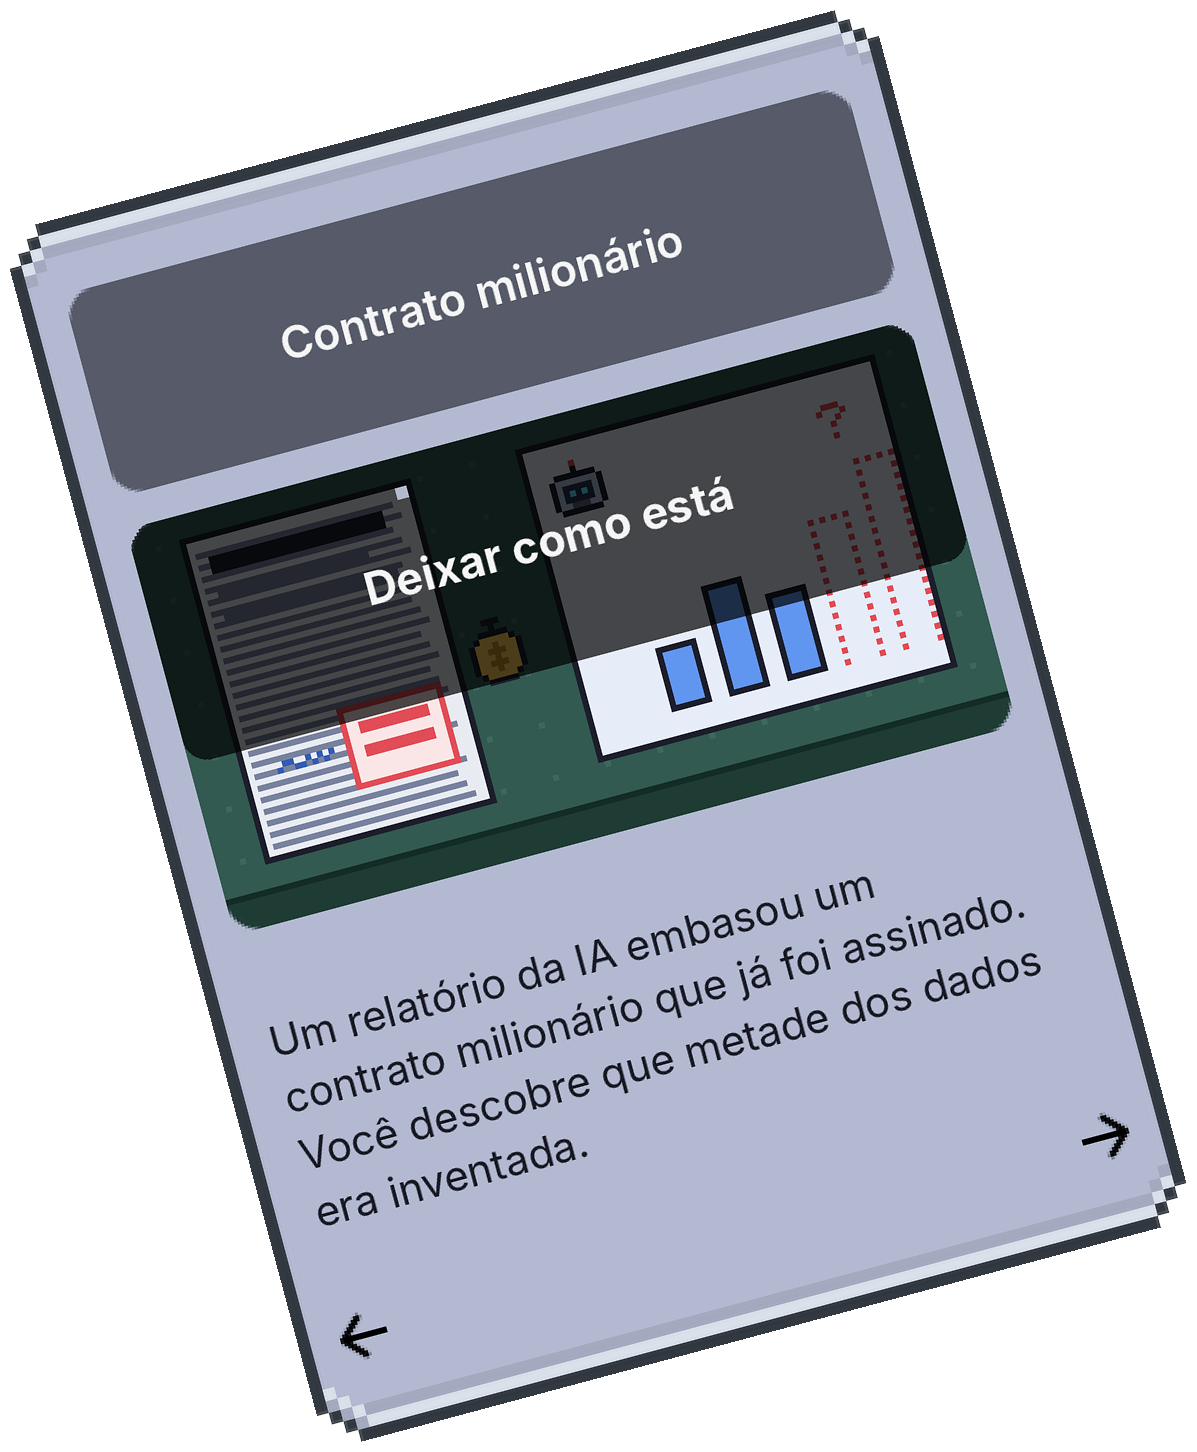 Contrato milionário
Deixar como está
Um relatório da IA embasou um
contrato milionário que já foi assinado.
Você descobre que metade dos dados
era inventada.